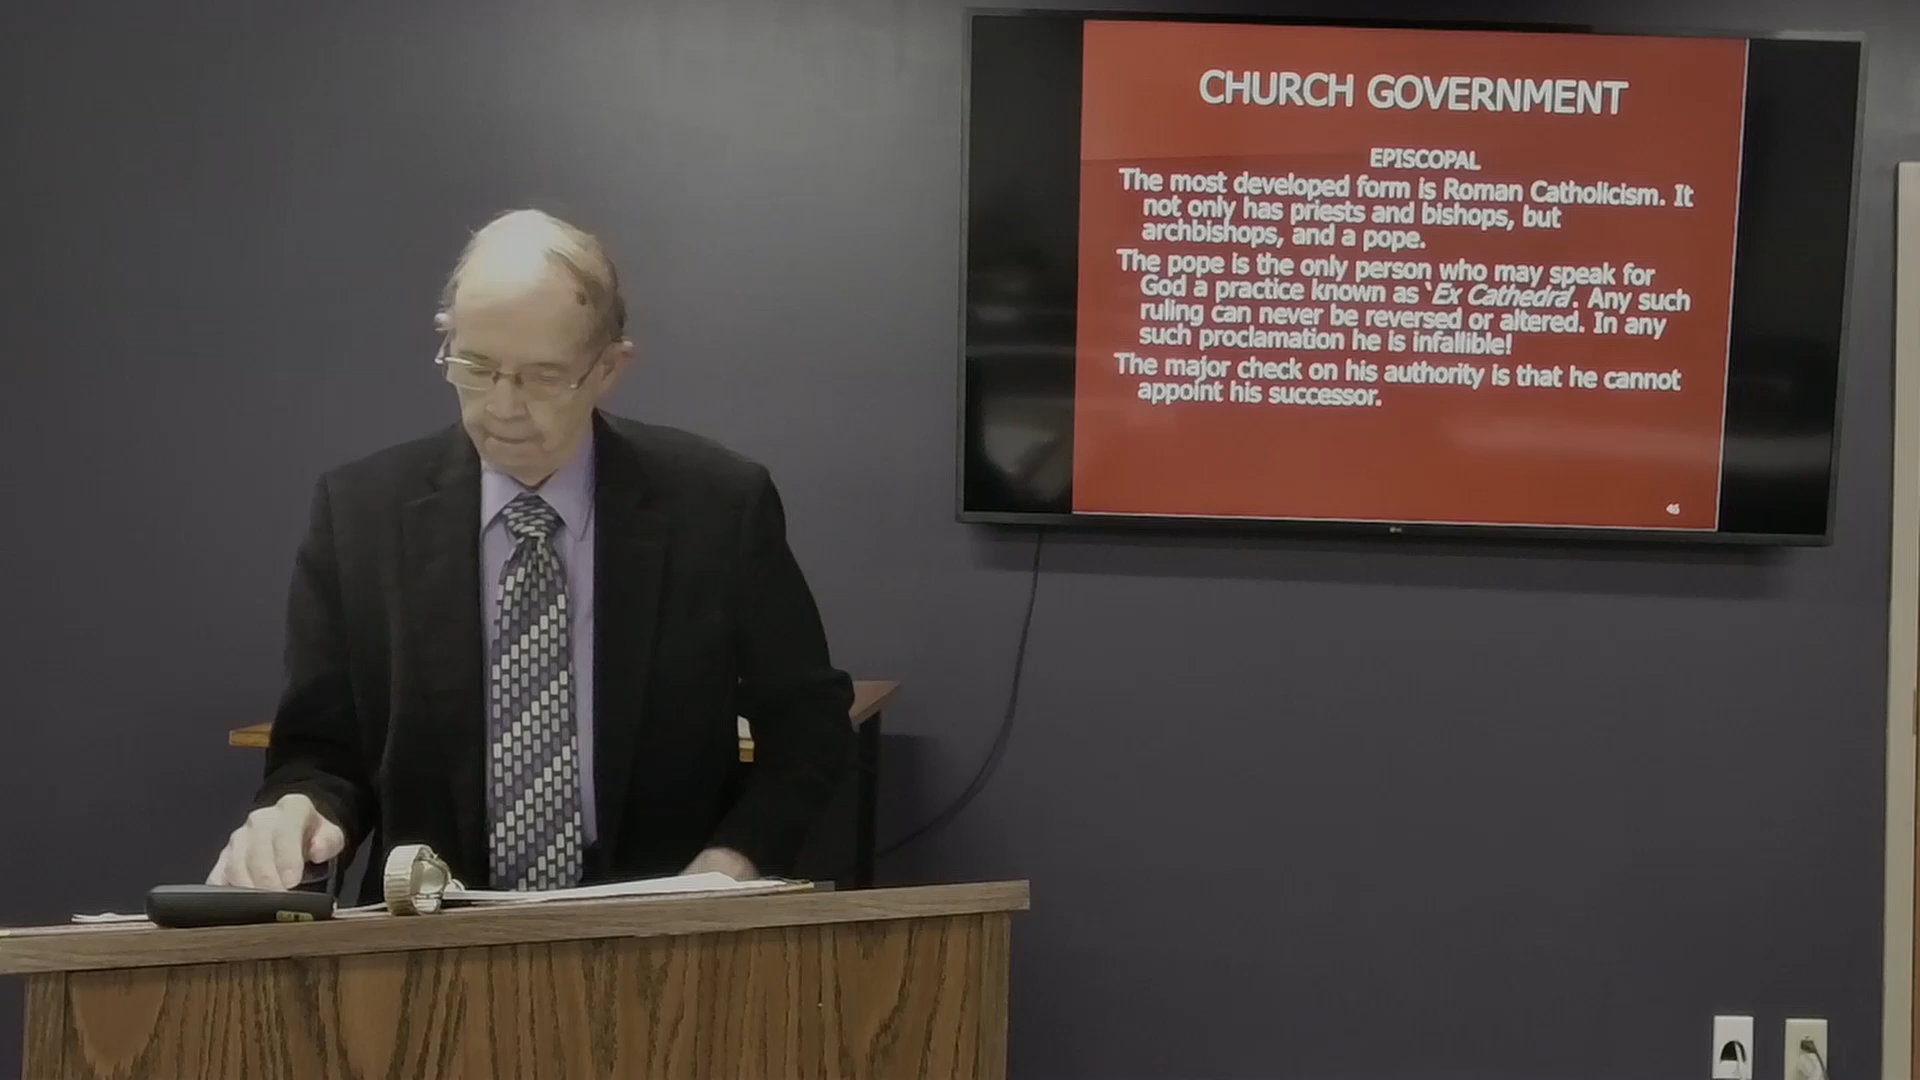 CHURCH GOVERNMENT
EPISCOPAL
The most developed form is Roman Catholicism. It
not only has priests and bishops, but
archbishops, and a pope.
The pope is the only person who may speak for
God a practice known as ‘Ex Cathedra’. Any such
ruling can never be reversed or altered. In any
such proclamation he is infallible!
The major check on his authority is that he cannot
appoint his successor.
46
LG